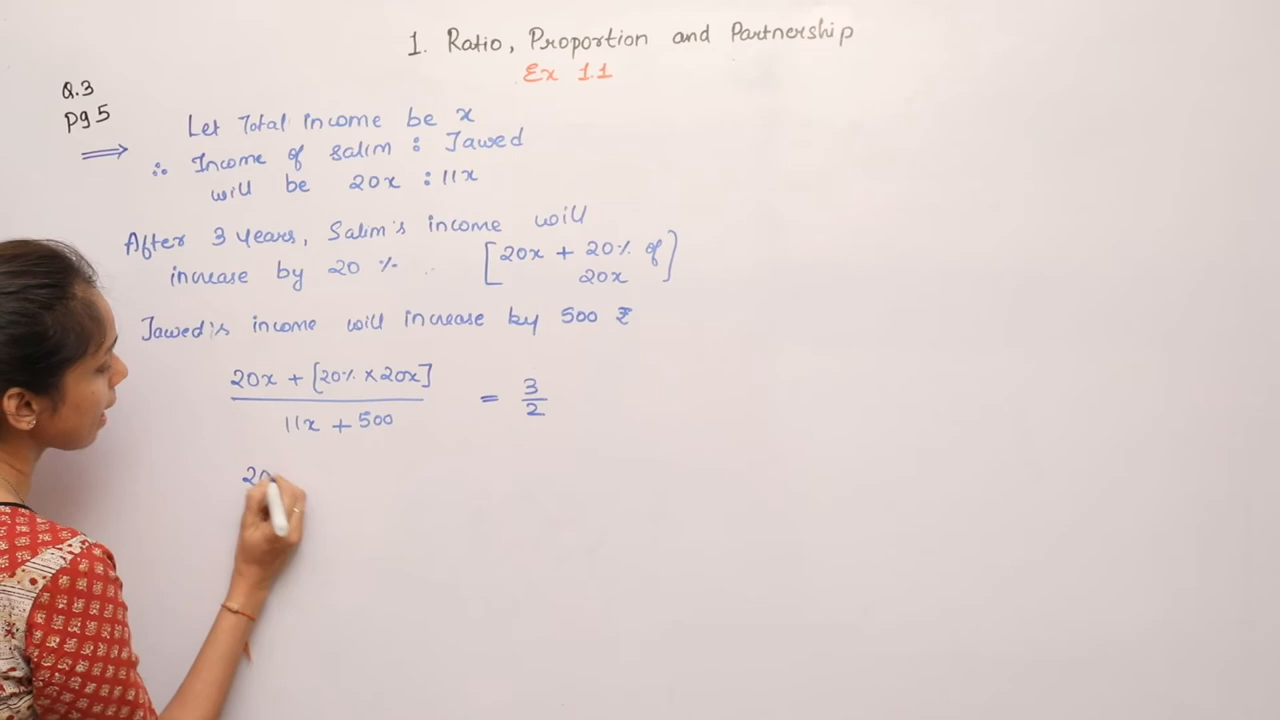 1. Ratio, Proportion and Partnership
Ex 1.1
Q.3
Pg 5
Let Total income be x
∴ Income of Salim : Jawed
will be 20x : 11x
After 3 years, Salim's income will
increase by 20 %
[20x + 20% of
20x]
Jawed's income will increase by 500 ₹
20x + [20% × 20x]
11x + 500
= 3/2
20